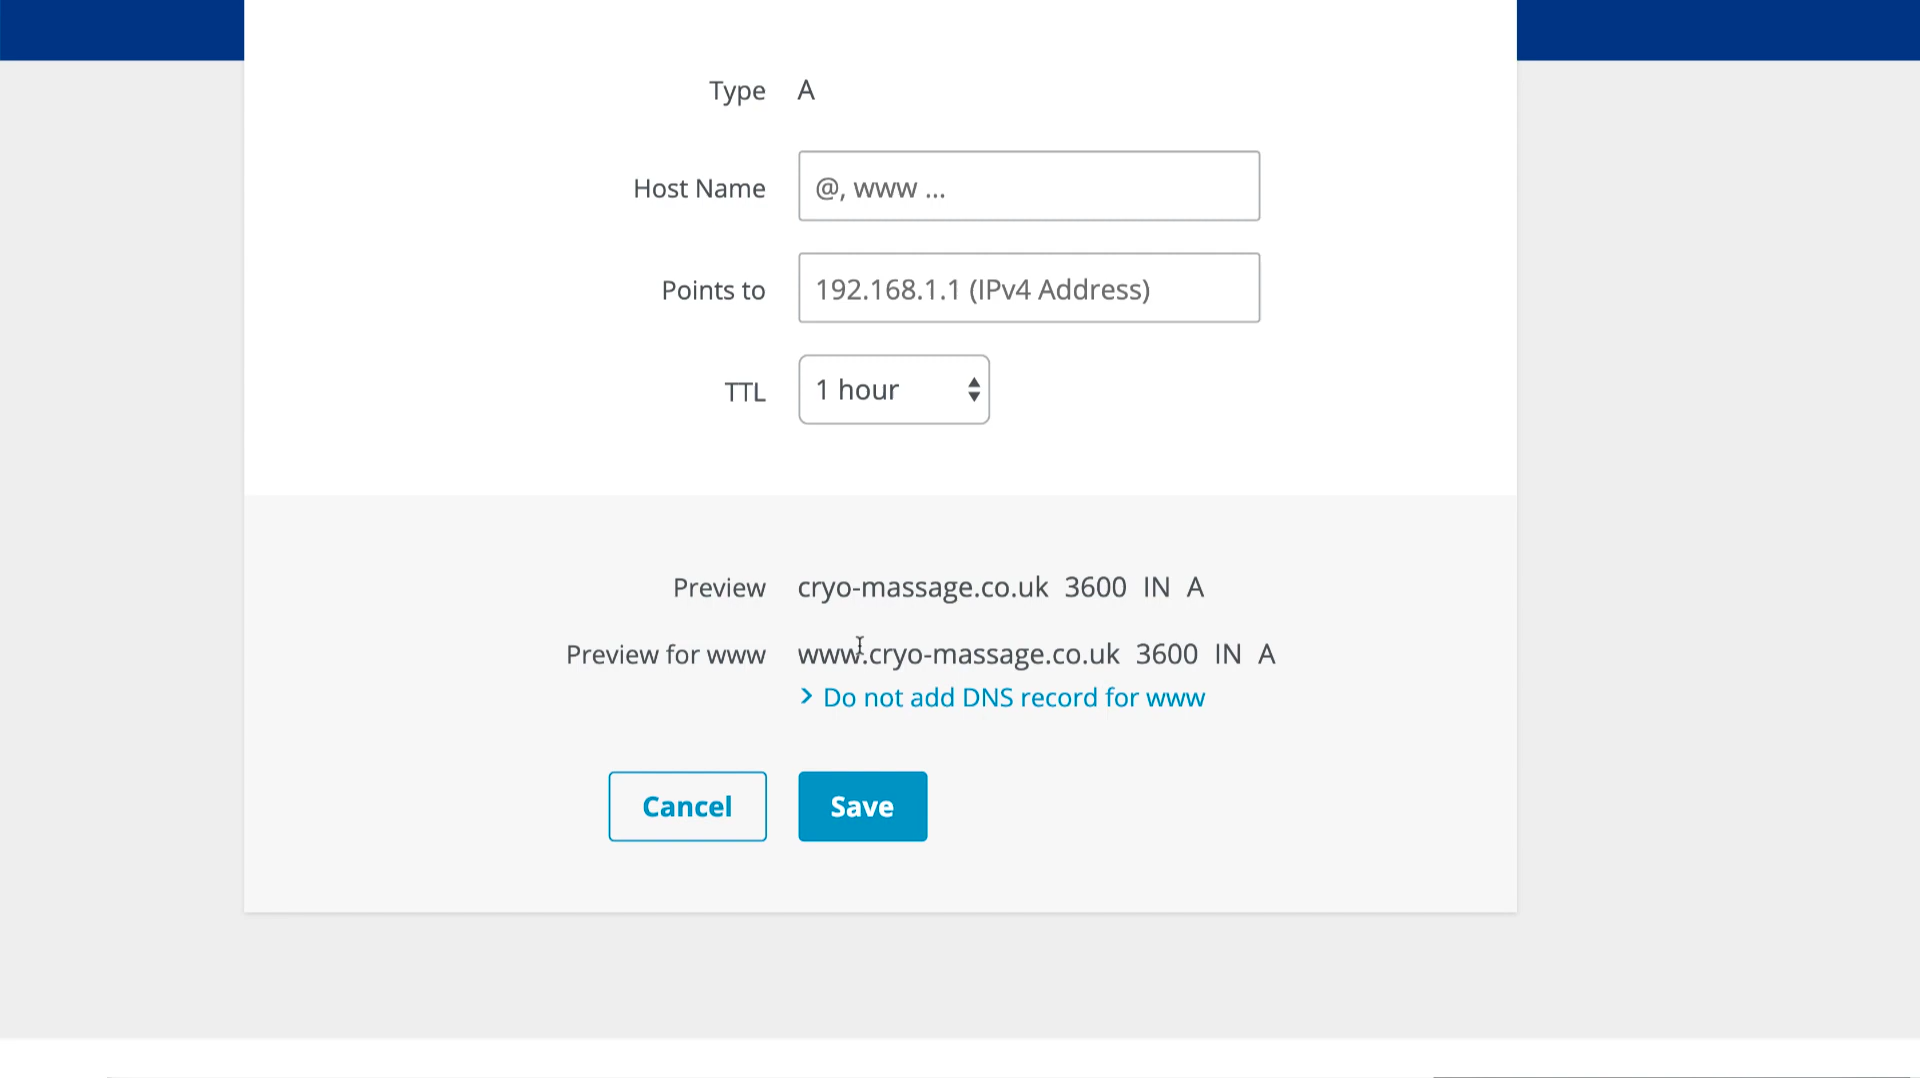 Type A
Host Name @, www ...
Points to 192.168.1.1 (IPv4 Address)
TTL 1 hour
Preview cryo-massage.co.uk 3600 IN A
Preview for www www.cryo-massage.co.uk 3600 IN A
Do not add DNS record for www
Cancel Save